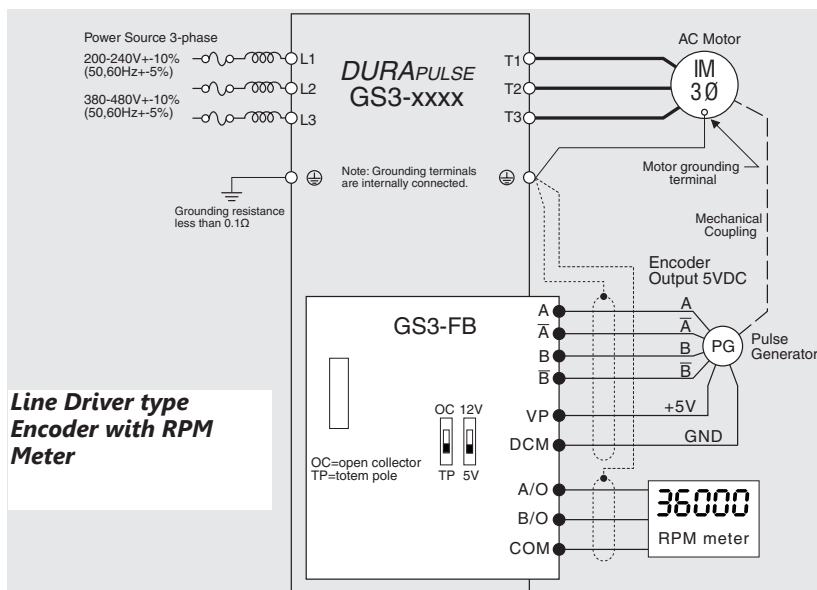 Power Source 3-phase
200-240V+-10%
(50,60Hz+-5%)
380-480V+-10%
(50,60Hz+-5%)
L1
L2
L3
DURAPULSE
GS3-xxxx
T1
T2
T3
AC Motor
IM
3Ø
Note: Grounding terminals
are internally connected.
Grounding resistance
less than 0.1Ω
Motor grounding
terminal
Mechanical
Coupling
Encoder
Output 5VDC
GS3-FB
A
A̅
B
B̅
VP
DCM
A
A̅
B
B̅
+5V
GND
PG
Pulse
Generator
Line Driver type
Encoder with RPM
Meter
OC 12V
TP 5V
OC=open collector
TP=totem pole
A/O
B/O
COM
36000
RPM meter